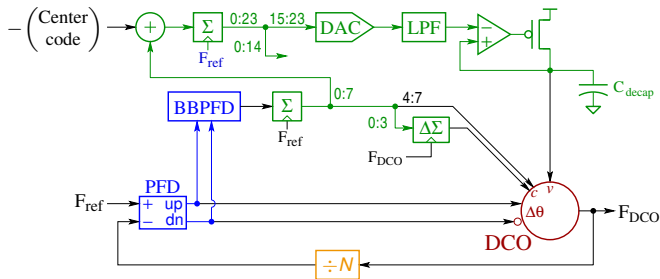 − (Center code)
+
Σ
F_ref
0:23
15:23
0:14
DAC
LPF
−
+
C_decap
0:7
BBPFD
Σ
F_ref
4:7
0:3
ΔΣ
F_DCO
F_ref
PFD
+ up
− dn
c
v
Δθ
DCO
F_DCO
÷N